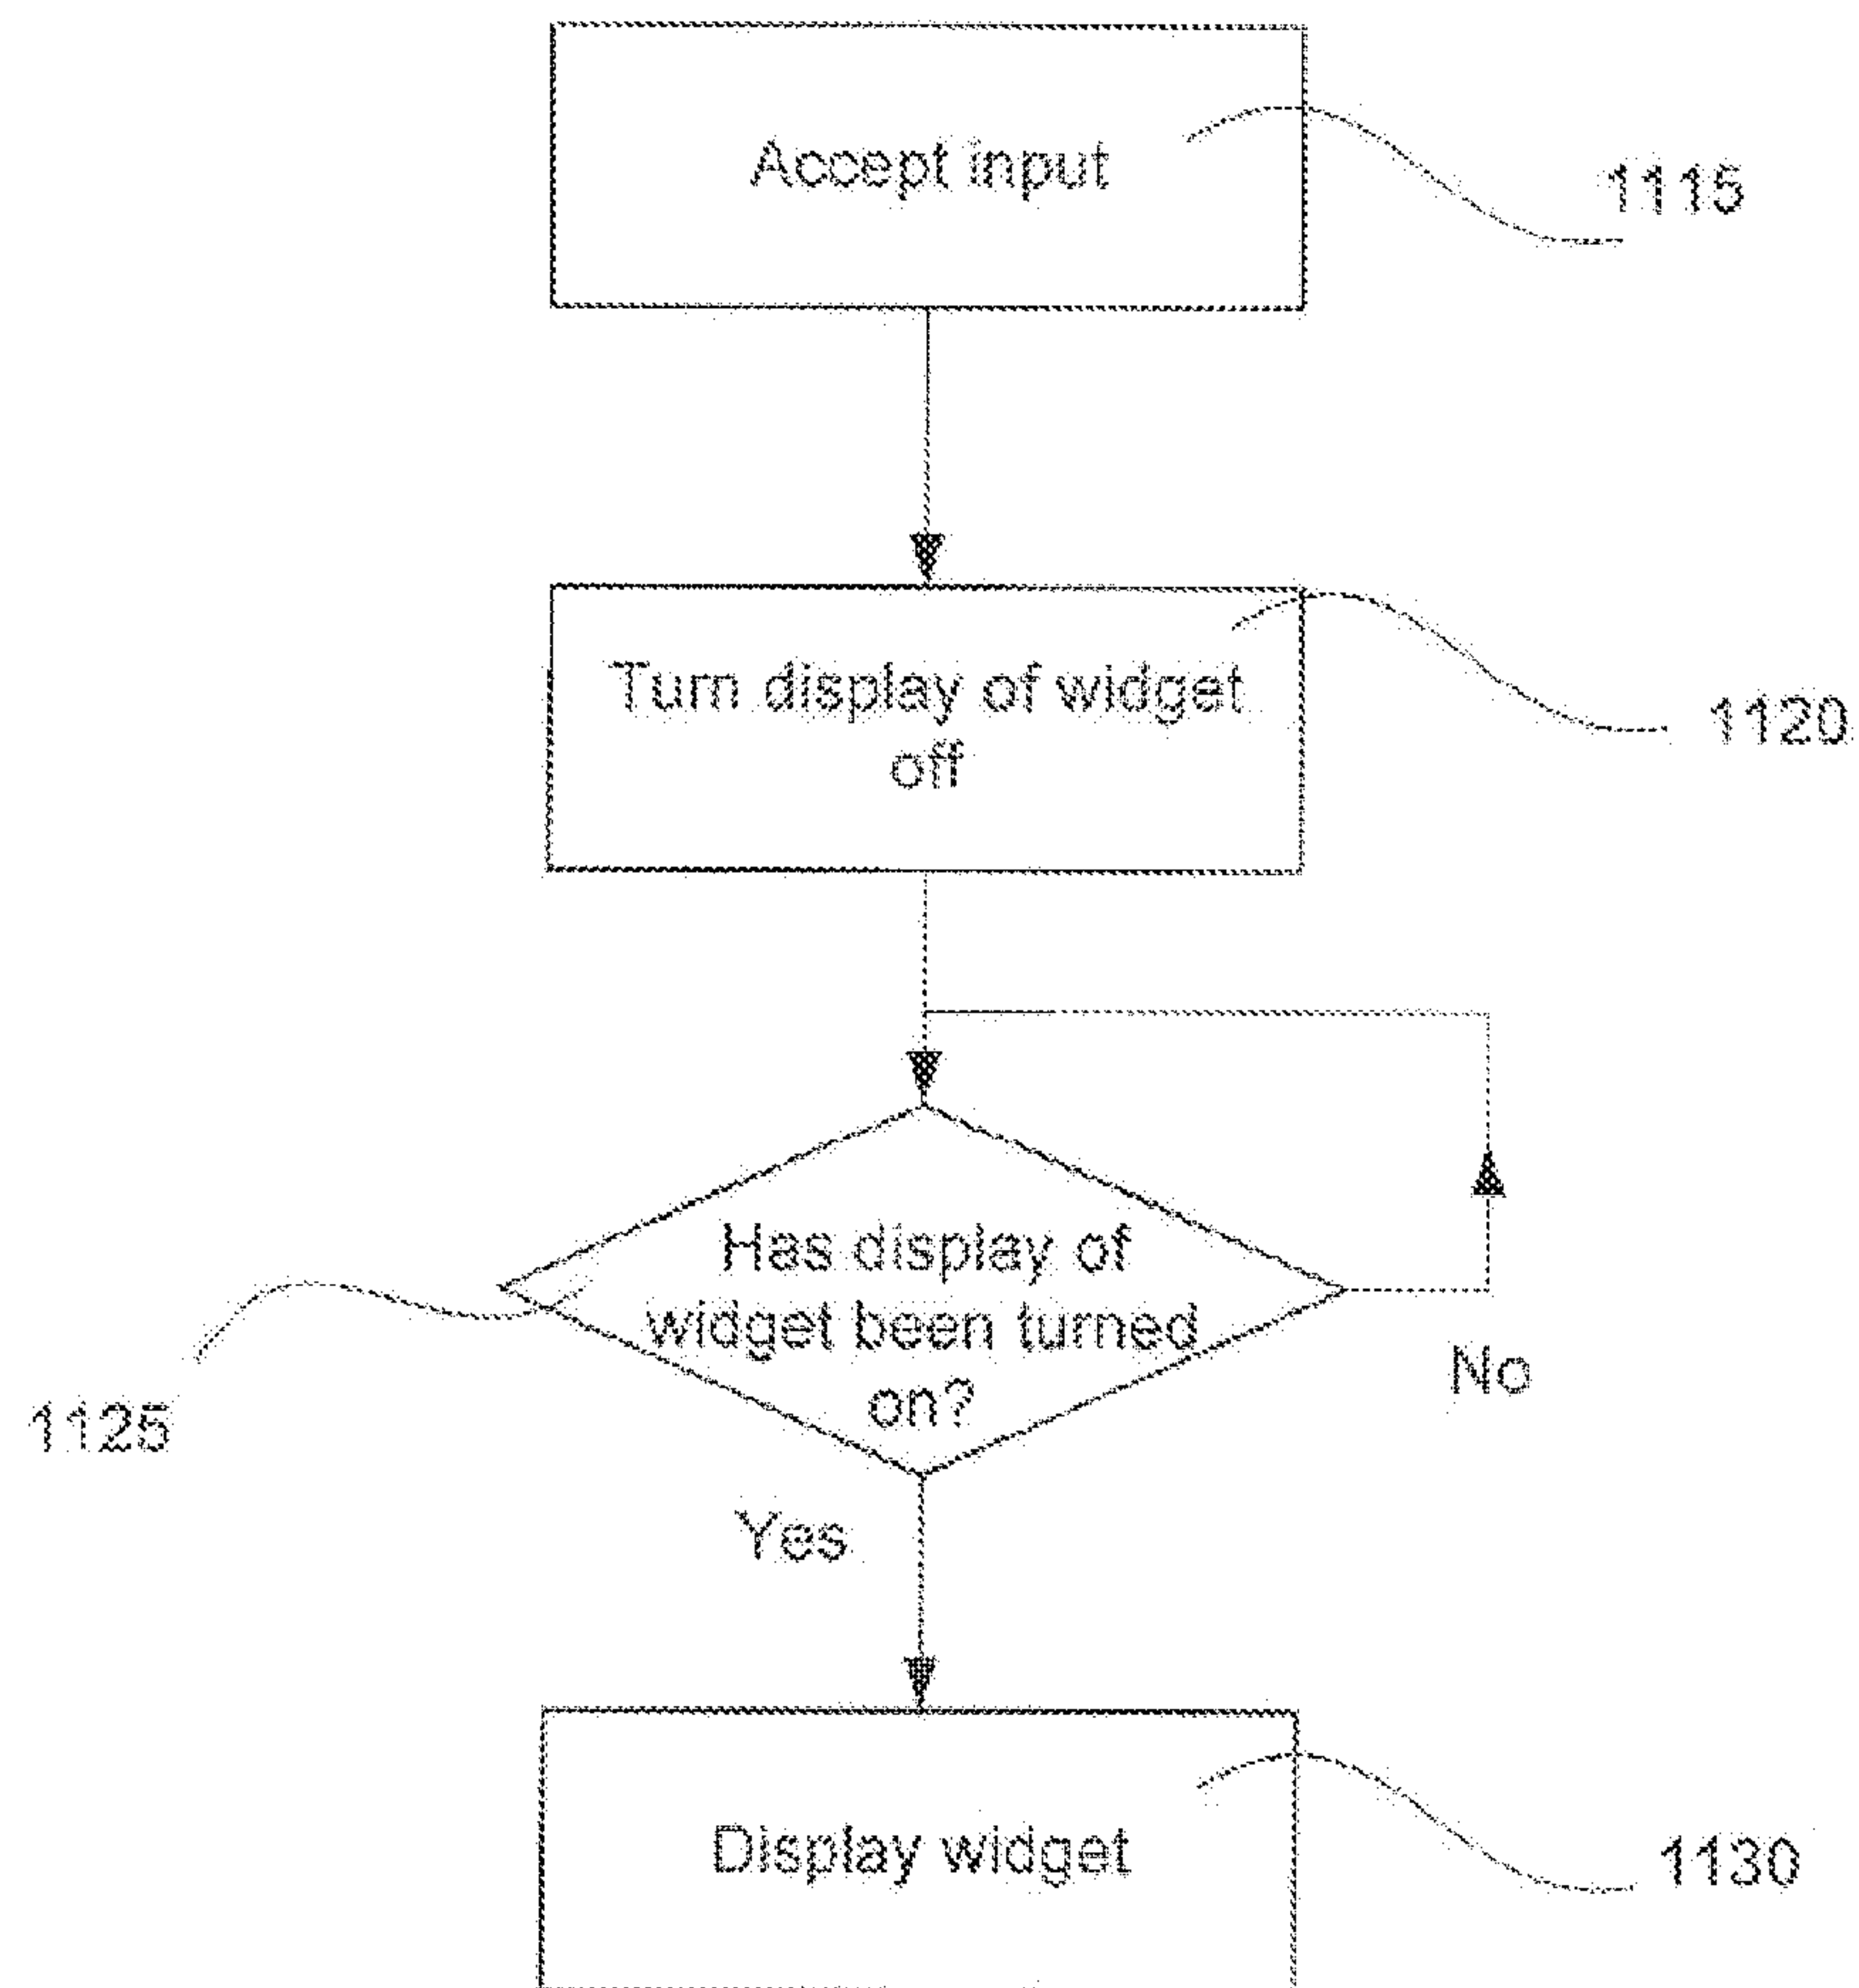 Accept input
1115
Turn display of widget
off
1120
Has display of
widget been turned
on?
No
1125
Yes
Display widget
1130